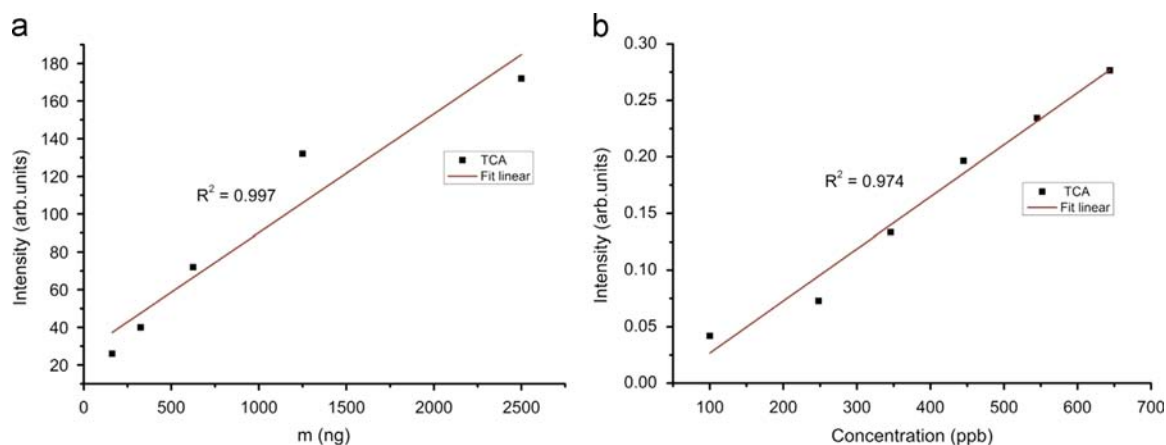 a
180
160
140
120
100
80
60
40
20
Intensity (arb.units)
R² = 0.997
TCA
Fit linear
0 500 1000 1500 2000 2500
m (ng)
b
0.30
0.25
0.20
0.15
0.10
0.05
0.00
Intensity (arb.units)
R² = 0.974
TCA
Fit linear
100 200 300 400 500 600 700
Concentration (ppb)